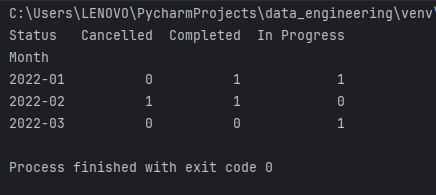 C:\Users\LENOVO\PycharmProjects\data_engineering\venv\
Status   Cancelled  Completed  In Progress
Month
2022-01          0          1            1
2022-02          1          1            0
2022-03          0          0            1

Process finished with exit code 0